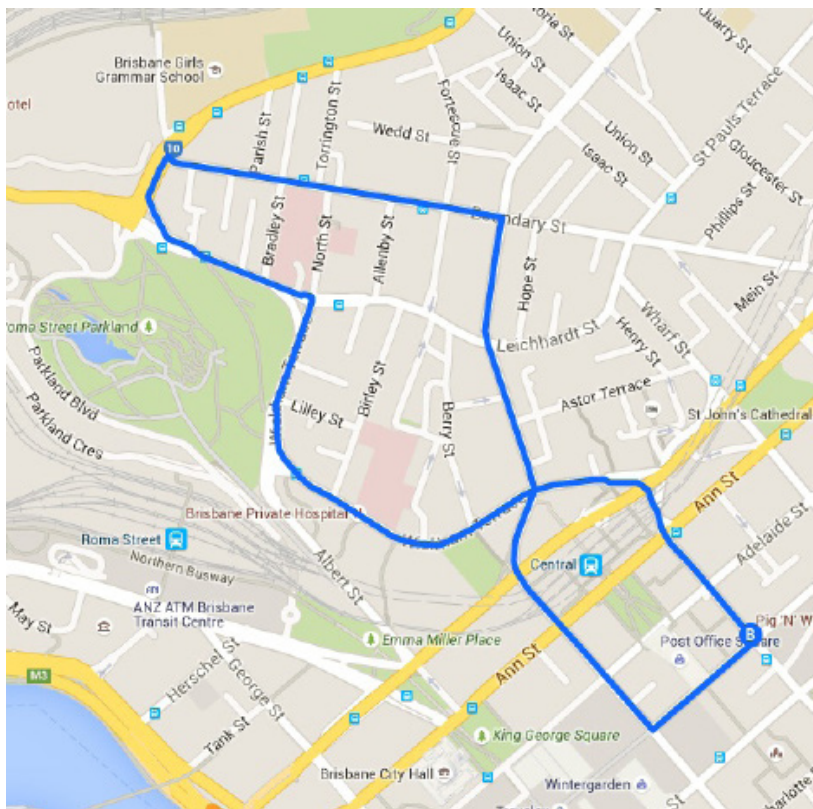 Brisbane Girls
Grammar School
otel
10
Parish St
Torrington St
Fortescue St
Wedd St
Union St
Isaac St
Quarry St
St Pauls Terrace
Union St
Isaac St
Gloucester St
Phillips St
Boundary St
Bradley St
North St
Allenby St
Hope St
Mein St
Wharf St
Henry St
Leichhardt St
Roma Street Parkland
Parkland Blvd
Parkland Cres
Lilley St
Birley St
Berry St
Astor Terrace
St John's Cathedral
Ann St
Brisbane Private Hospital
Roma Street
Northern Busway
Albert St
Central
Adelaide St
ANZ ATM Brisbane
Transit Centre
May St
Emma Miller Place
B
Pig 'N' W
Post Office Square
M3
Herschel St
George St
Ann St
Tank St
King George Square
Brisbane City Hall
Wintergarden